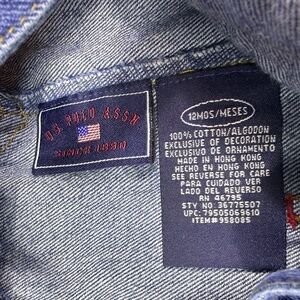 U.S. POLO ASSN.
SINCE 1890
12MOS/MESES
100% COTTON/ALGODON
EXCLUSIVE OF DECORATION
EXCLUSIVO DE ORNAMENTO
MADE IN HONG KONG
HECHO EN HONG KONG
SEE REVERSE FOR CARE
PARA CUIDADO VER
LADO DEL REVERSO
RN 46795
STY NO: 36775507
UPC: 79505069610
ITEM# 958085